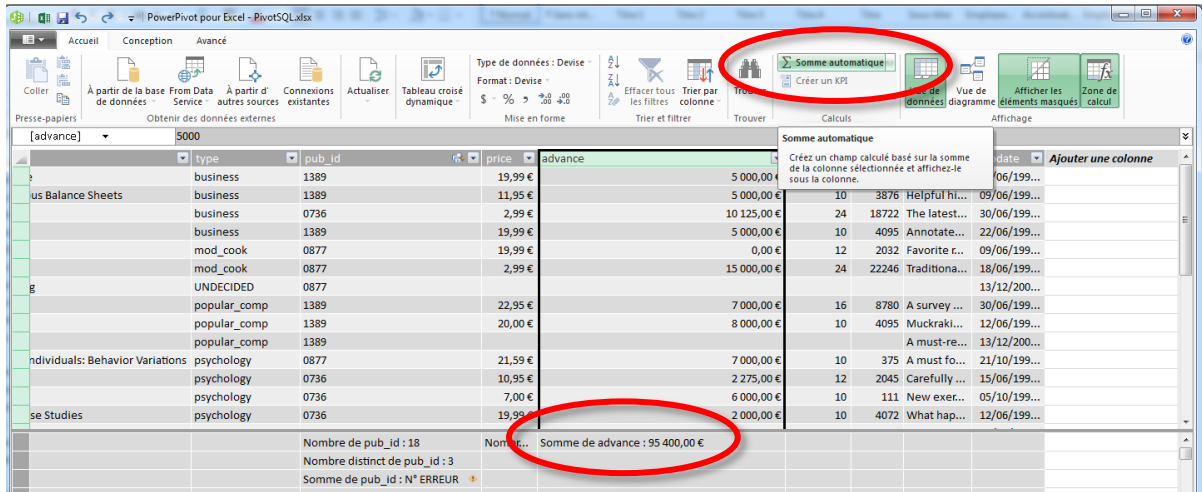 PowerPivot pour Excel - PivotSQL.xlsx
Accueil Conception Avancé
Coller
À partir de la base de données
From Data Service
À partir d' autres sources
Connexions existantes
Actualiser
Tableau croisé dynamique
Type de données : Devise
Format : Devise
$ % ,
Effacer tous les filtres
Trier par colonne
Trouver
Somme automatique
Créer un KPI
Vue de données
Vue de diagramme
Afficher les éléments masqués
Zone de calcul
Presse-papiers Obtenir des données externes Mise en forme Trier et filtrer Trouver Calculs Affichage
[advance] 5000
Somme automatique
Créez un champ calculé basé sur la somme
de la colonne sélectionnée et affichez-le
sous la colonne.
type pub_id price advance Ajouter une colonne
business 1389 19,99 € 5 000,00 €
us Balance Sheets business 1389 11,95 € 5 000,00 € 10 3876 Helpful hi... 09/06/199...
business 0736 2,99 € 10 125,00 € 24 18722 The latest... 30/06/199...
business 1389 19,99 € 5 000,00 € 10 4095 Annotate... 22/06/199...
mod_cook 0877 19,99 € 0,00 € 12 2032 Favorite r... 09/06/199...
mod_cook 0877 2,99 € 15 000,00 € 24 22246 Traditiona... 18/06/199...
g UNDECIDED 0877 13/12/200...
popular_comp 1389 22,95 € 7 000,00 € 16 8780 A survey ... 30/06/199...
popular_comp 1389 20,00 € 8 000,00 € 10 4095 Muckraki... 12/06/199...
popular_comp 1389 A must-re... 13/12/200...
ndividuals: Behavior Variations psychology 0877 21,59 € 7 000,00 € 10 375 A must fo... 21/10/199...
psychology 0736 10,95 € 2 275,00 € 12 2045 Carefully ... 15/06/199...
psychology 0736 7,00 € 6 000,00 € 10 111 New exer... 05/10/199...
se Studies psychology 0736 19,99 € 2 000,00 € 10 4072 What hap... 12/06/199...
Nombre de pub_id : 18 Somme de advance : 95 400,00 €
Nombre distinct de pub_id : 3
Somme de pub_id : N° ERREUR